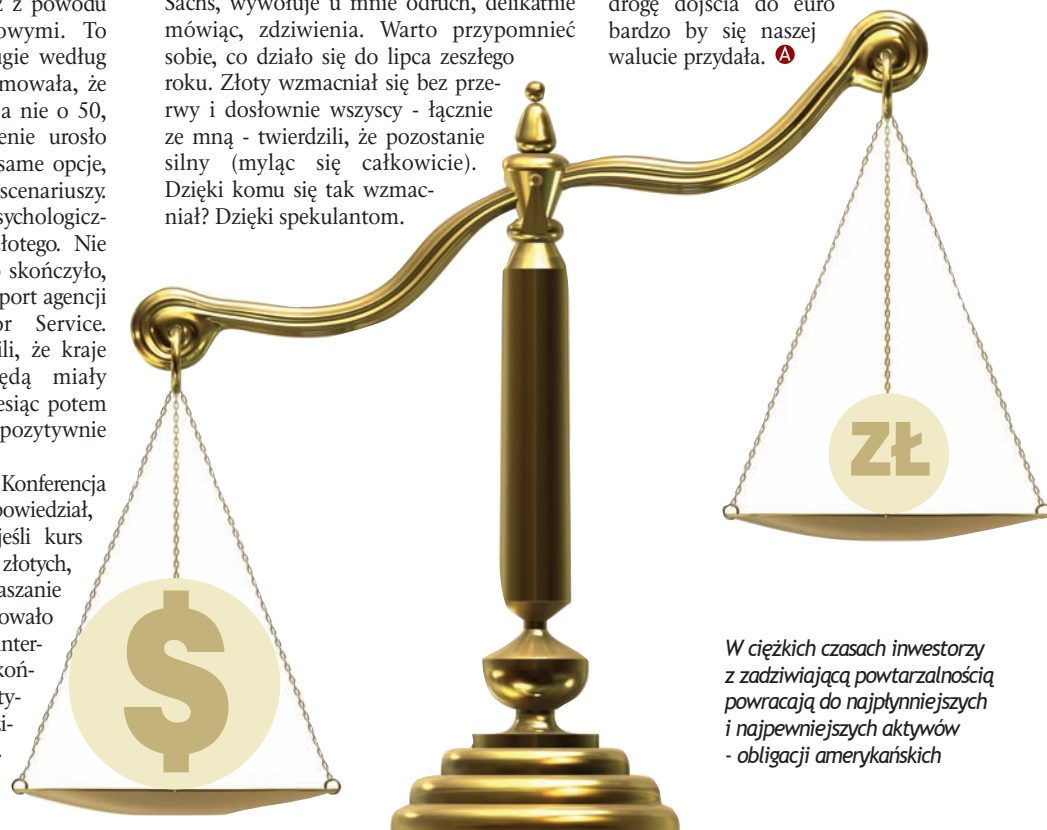 z powodu
owymi. To
gie według
mowała, że
a nie o 50,
enie urosło
same opcje,
scenariuszy.
sychologicz-
łotego. Nie
skończyło,
port agencji
or Service.
ili, że kraje
ędą miały
esiąc potem
pozytywnie
Konferencja
powiedział,
jeśli kurs
złotych,
aszanie
owało
inter-
koń-
ty-
zi-
Sachs, wywołuje u mnie odruch, delikatnie
mówiąc, zdziwienia. Warto przypomnieć
sobie, co działo się do lipca zeszłego
roku. Złoty wzmacniał się bez prze-
rwy i dosłownie wszyscy - łącznie
ze mną - twierdzili, że pozostanie
silny (myląc się całkowicie).
Dzięki komu się tak wzmac-
niał? Dzięki spekulantom.
drogę dojścia do euro
bardzo by się naszej
walucie przydała. A
$
ZŁ
W ciężkich czasach inwestorzy
z zadziwiającą powtarzalnością
powracają do najpłynniejszych
i najpewniejszych aktywów
- obligacji amerykańskich